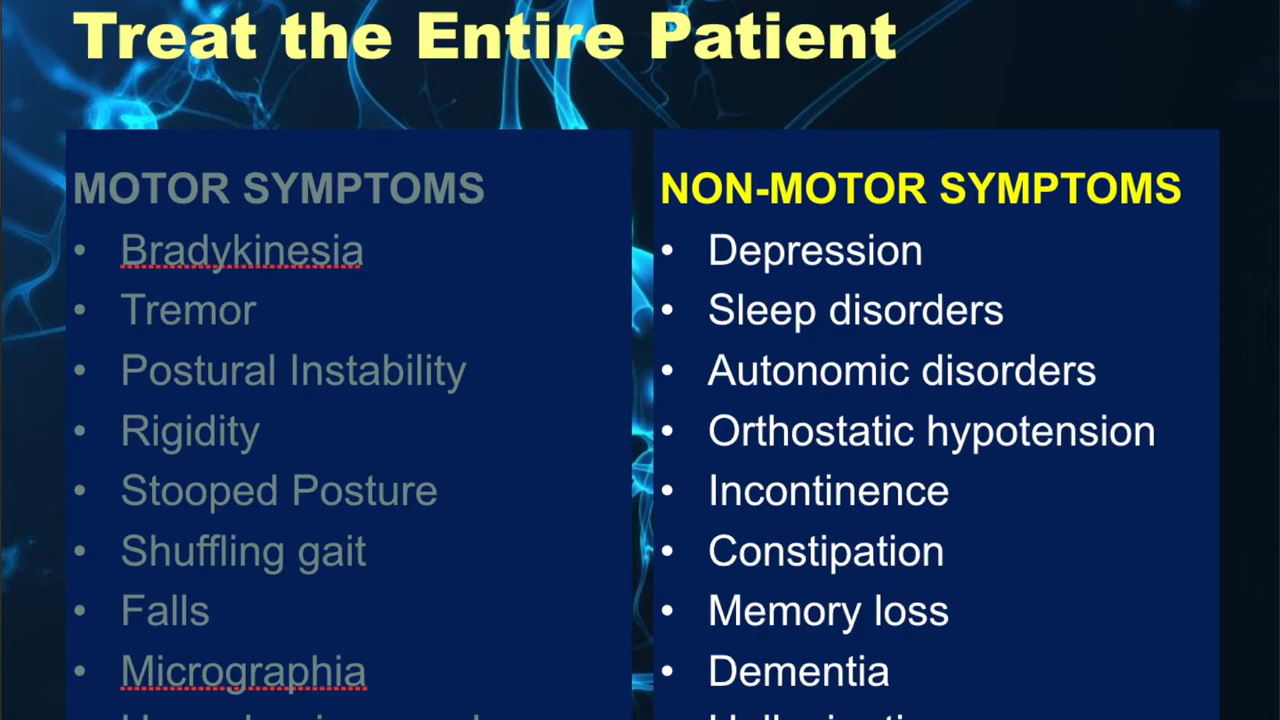 Treat the Entire Patient
MOTOR SYMPTOMS
• Bradykinesia
• Tremor
• Postural Instability
• Rigidity
• Stooped Posture
• Shuffling gait
• Falls
• Micrographia
NON-MOTOR SYMPTOMS
• Depression
• Sleep disorders
• Autonomic disorders
• Orthostatic hypotension
• Incontinence
• Constipation
• Memory loss
• Dementia